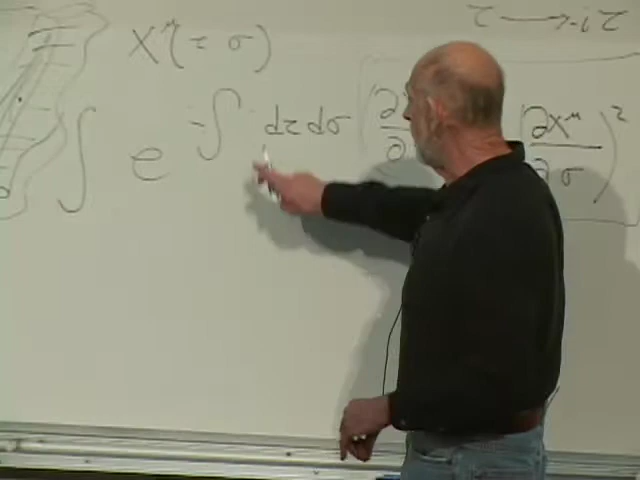 τ → -iτ
X^μ(τ σ)
∫ e^{-∫ dτ dσ (∂ / ∂ (∂X^μ / ∂σ)^2}